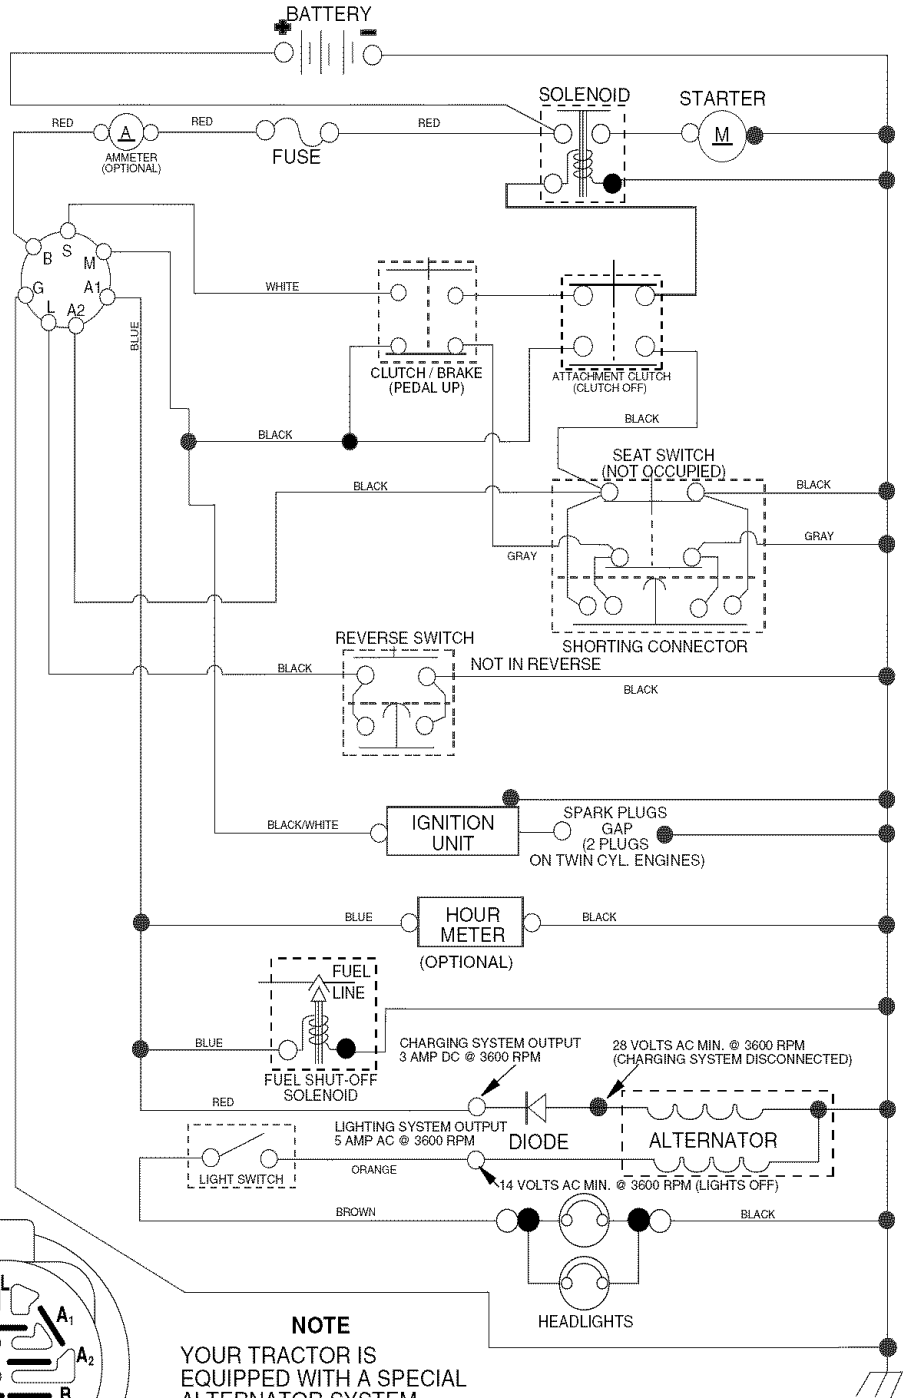 BATTERY
SOLENOID
STARTER
RED
A
AMMETER
(OPTIONAL)
RED
FUSE
RED
M
B
S
M
G
A1
L
A2
BLUE
WHITE
CLUTCH / BRAKE
(PEDAL UP)
ATTACHMENT CLUTCH
(CLUTCH OFF)
BLACK
BLACK
SEAT SWITCH
(NOT OCCUPIED)
BLACK
BLACK
GRAY
GRAY
SHORTING CONNECTOR
REVERSE SWITCH
BLACK
NOT IN REVERSE
BLACK
BLACK/WHITE
IGNITION
UNIT
SPARK PLUGS
GAP
(2 PLUGS
ON TWIN CYL. ENGINES)
BLUE
HOUR
METER
BLACK
(OPTIONAL)
FUEL
LINE
BLUE
FUEL SHUT-OFF
SOLENOID
CHARGING SYSTEM OUTPUT
3 AMP DC @ 3600 RPM
28 VOLTS AC MIN. @ 3600 RPM
(CHARGING SYSTEM DISCONNECTED)
RED
LIGHTING SYSTEM OUTPUT
5 AMP AC @ 3600 RPM
DIODE
ALTERNATOR
LIGHT SWITCH
ORANGE
14 VOLTS AC MIN. @ 3600 RPM (LIGHTS OFF)
BROWN
BLACK
HEADLIGHTS
L
A1
A2
B
NOTE
YOUR TRACTOR IS
EQUIPPED WITH A SPECIAL
ALTERNATOR SYSTEM